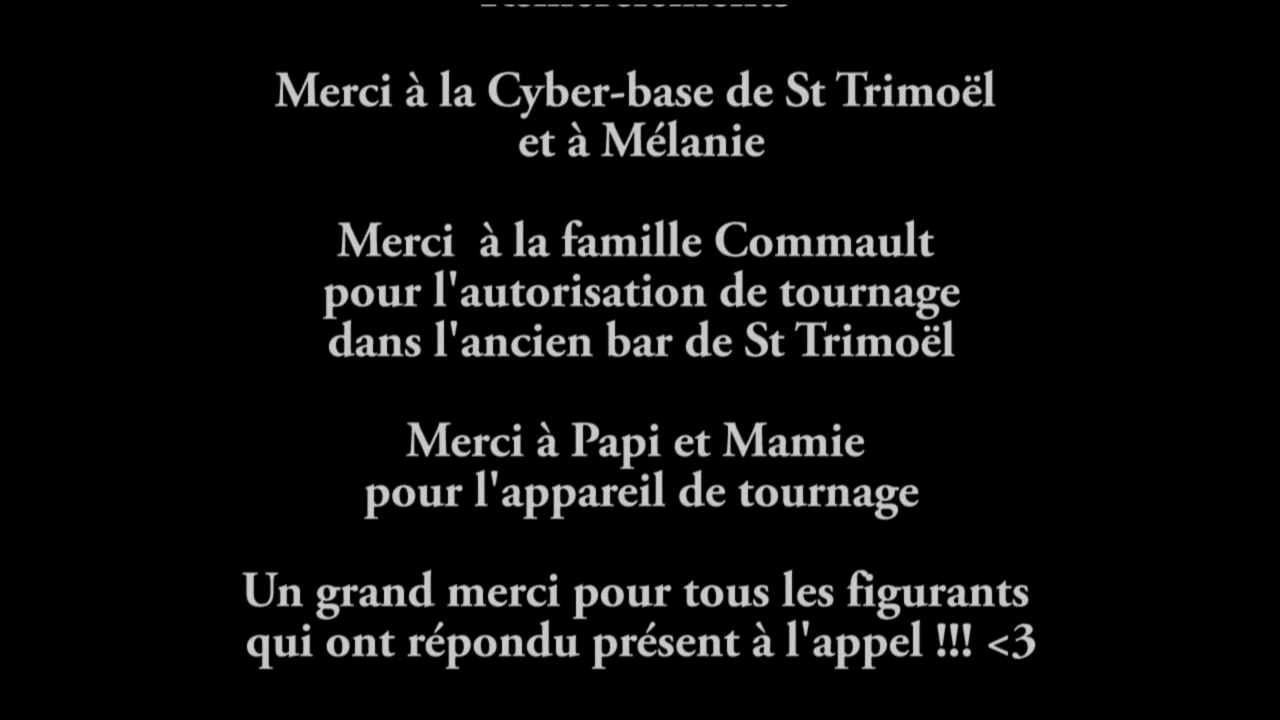 Remerciements
Merci à la Cyber-base de St Trimoël
et à Mélanie
Merci à la famille Commault
pour l'autorisation de tournage
dans l'ancien bar de St Trimoël
Merci à Papi et Mamie
pour l'appareil de tournage
Un grand merci pour tous les figurants
qui ont répondu présent à l'appel !!! <3